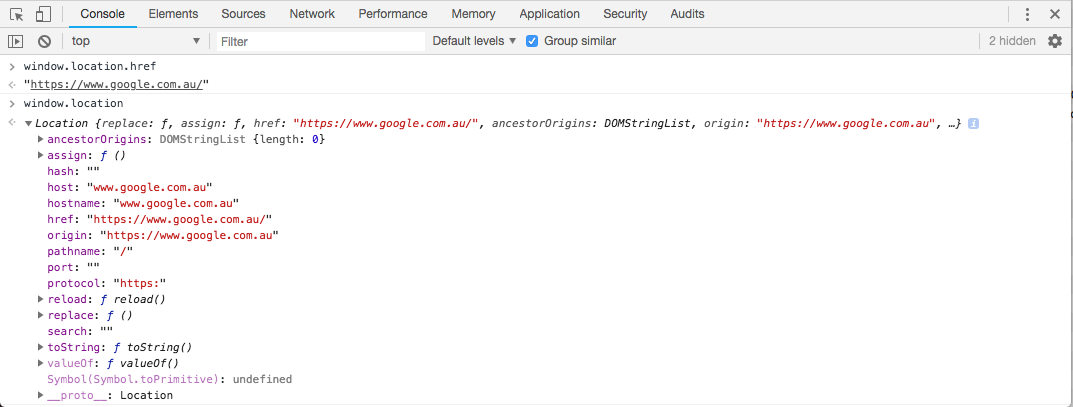 Console Elements Sources Network Performance Memory Application Security Audits
top Filter Default levels Group similar 2 hidden
window.location.href
"https://www.google.com.au/"
window.location
Location {replace: ƒ, assign: ƒ, href: "https://www.google.com.au/", ancestorOrigins: DOMStringList, origin: "https://www.google.com.au", …}
ancestorOrigins: DOMStringList {length: 0}
assign: ƒ ()
hash: ""
host: "www.google.com.au"
hostname: "www.google.com.au"
href: "https://www.google.com.au/"
origin: "https://www.google.com.au"
pathname: "/"
port: ""
protocol: "https:"
reload: ƒ reload()
replace: ƒ ()
search: ""
toString: ƒ toString()
valueOf: ƒ valueOf()
Symbol(Symbol.toPrimitive): undefined
__proto__: Location